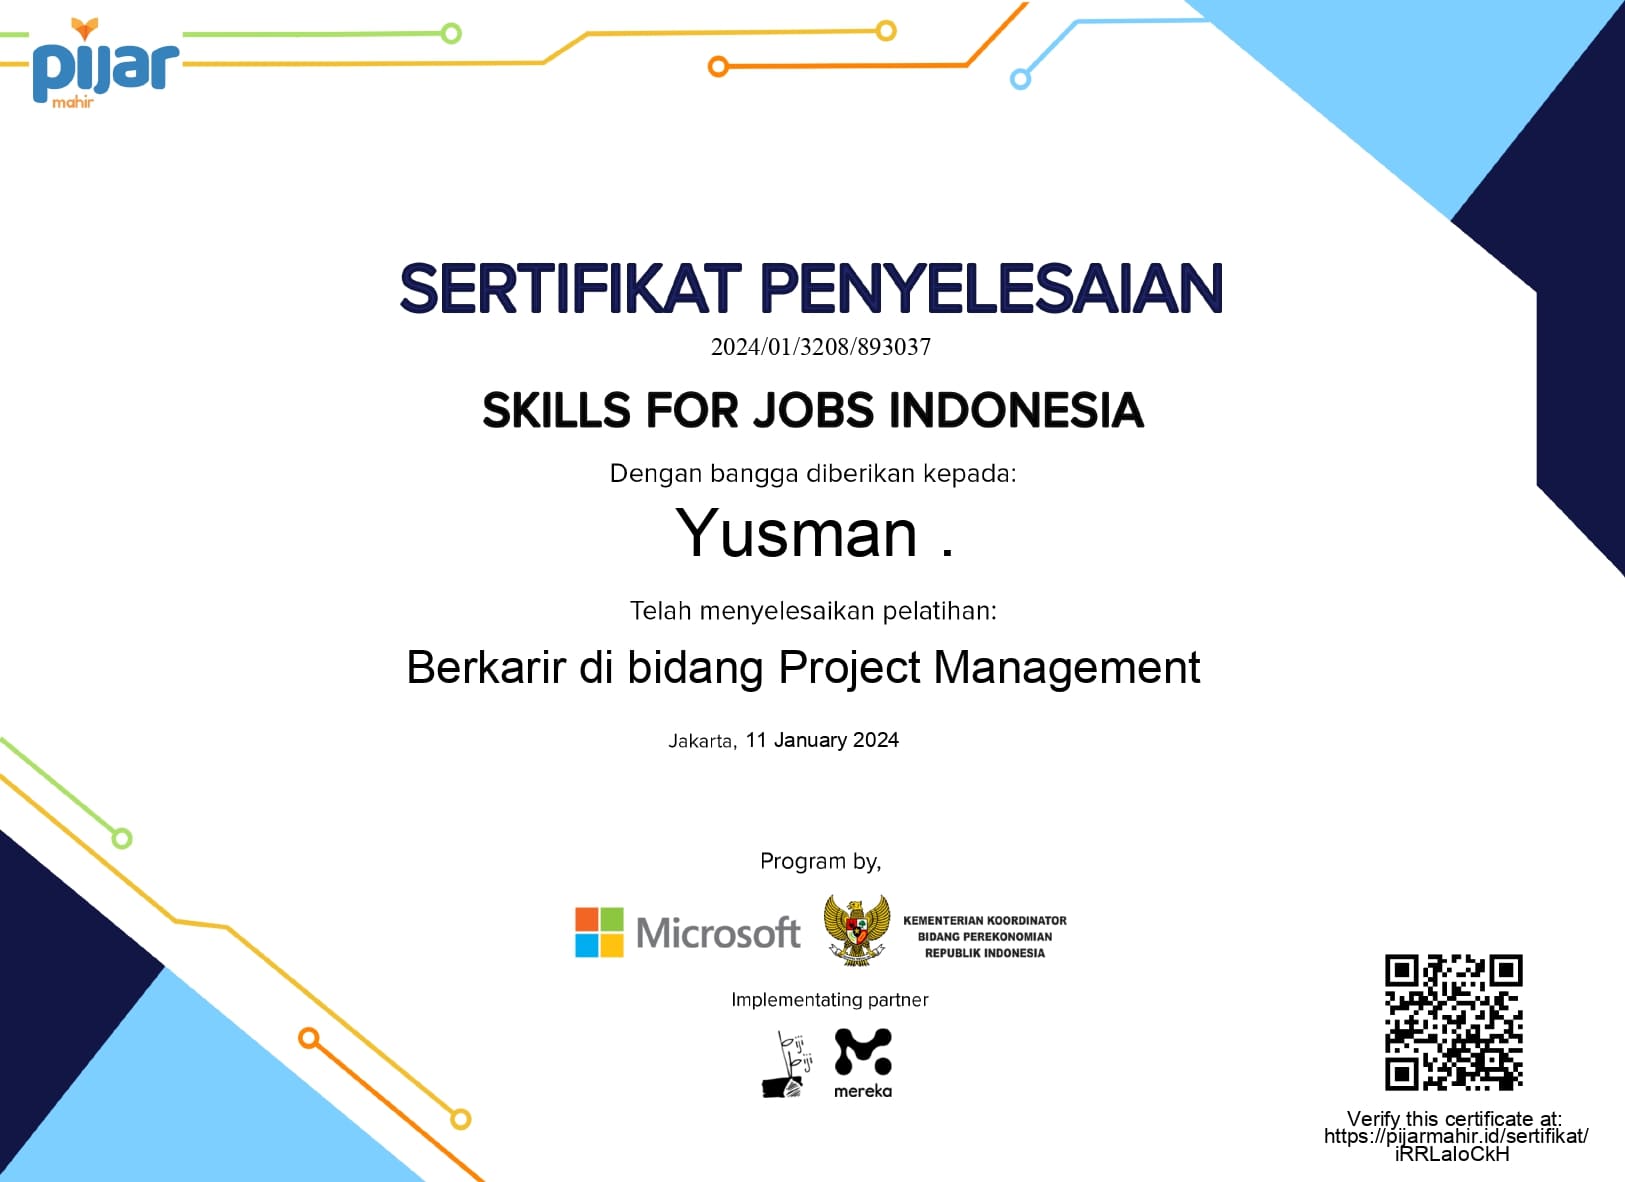 pijar
mahir
SERTIFIKAT PENYELESAIAN
2024/01/3208/893037
SKILLS FOR JOBS INDONESIA
Dengan bangga diberikan kepada:
Yusman .
Telah menyelesaikan pelatihan:
Berkarir di bidang Project Management
Jakarta, 11 January 2024
Program by,
Microsoft
KEMENTERIAN KOORDINATOR
BIDANG PEREKONOMIAN
REPUBLIK INDONESIA
Implementating partner
Biji
Biji
mereka
Verify this certificate at:
https://pijarmahir.id/sertifikat/
iRRLaIoCkH